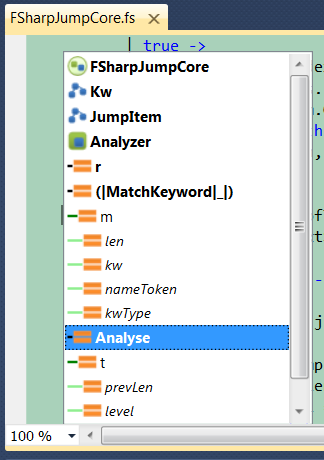 FSharpJumpCore.fs
| true ->
FSharpJumpCore
Kw
JumpItem
Analyzer
r
(|MatchKeyword|_|)
m
len
kw
nameToken
kwType
Analyse
t
prevLen
level
100 %